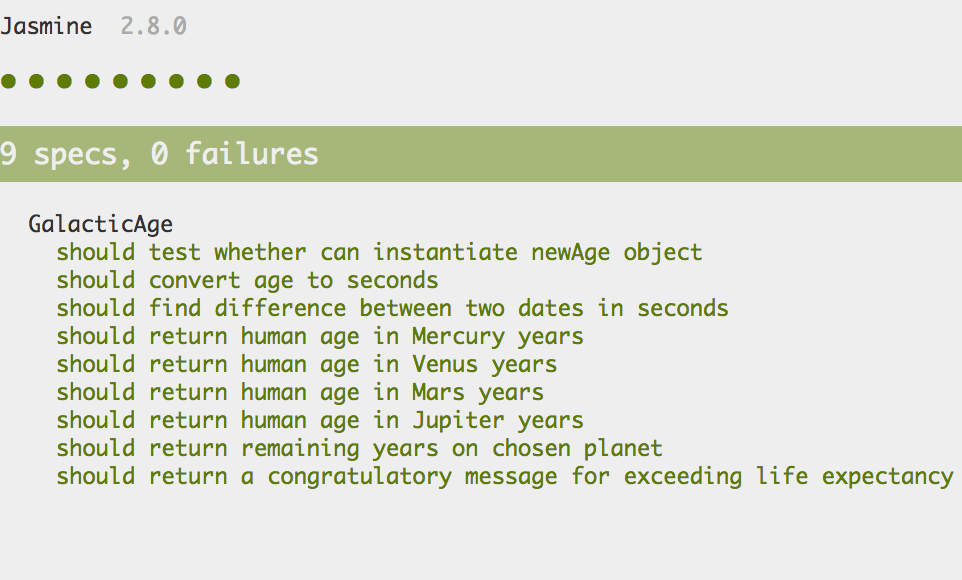 Jasmine 2.8.0
9 specs, 0 failures
GalacticAge
should test whether can instantiate newAge object
should convert age to seconds
should find difference between two dates in seconds
should return human age in Mercury years
should return human age in Venus years
should return human age in Mars years
should return human age in Jupiter years
should return remaining years on chosen planet
should return a congratulatory message for exceeding life expectancy